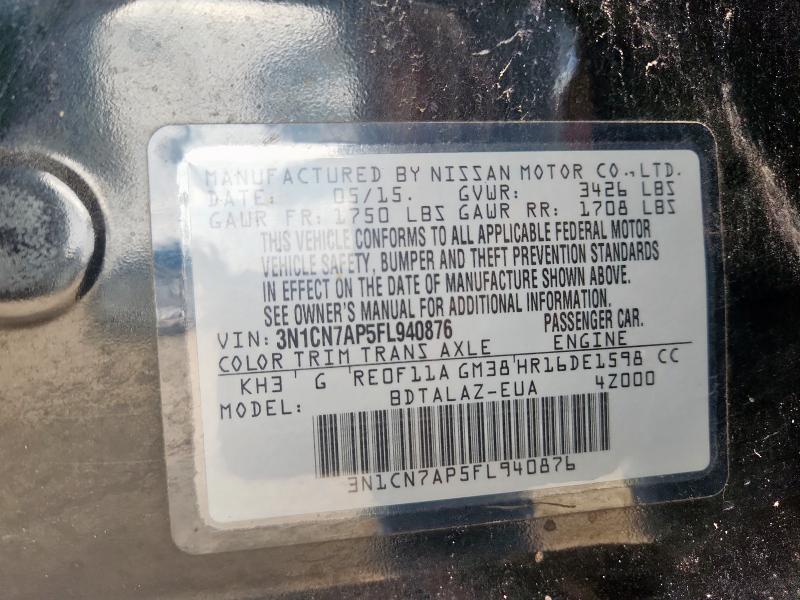 MANUFACTURED BY NISSAN MOTOR CO.,LTD.
DATE: 05/15. GVWR: 3426 LBS
GAWR FR: 1750 LBS GAWR RR: 1708 LBS
THIS VEHICLE CONFORMS TO ALL APPLICABLE FEDERAL MOTOR
VEHICLE SAFETY, BUMPER AND THEFT PREVENTION STANDARDS
IN EFFECT ON THE DATE OF MANUFACTURE SHOWN ABOVE.
SEE OWNER'S MANUAL FOR ADDITIONAL INFORMATION.
VIN: 3N1CN7AP5FL940876 PASSENGER CAR.
COLOR TRIM TRANS AXLE ENGINE
KH3 G RE0F11A GM38 HR16DE1598 CC
MODEL: BDTALAZ-EUA 4Z000
3N1CN7AP5FL940876